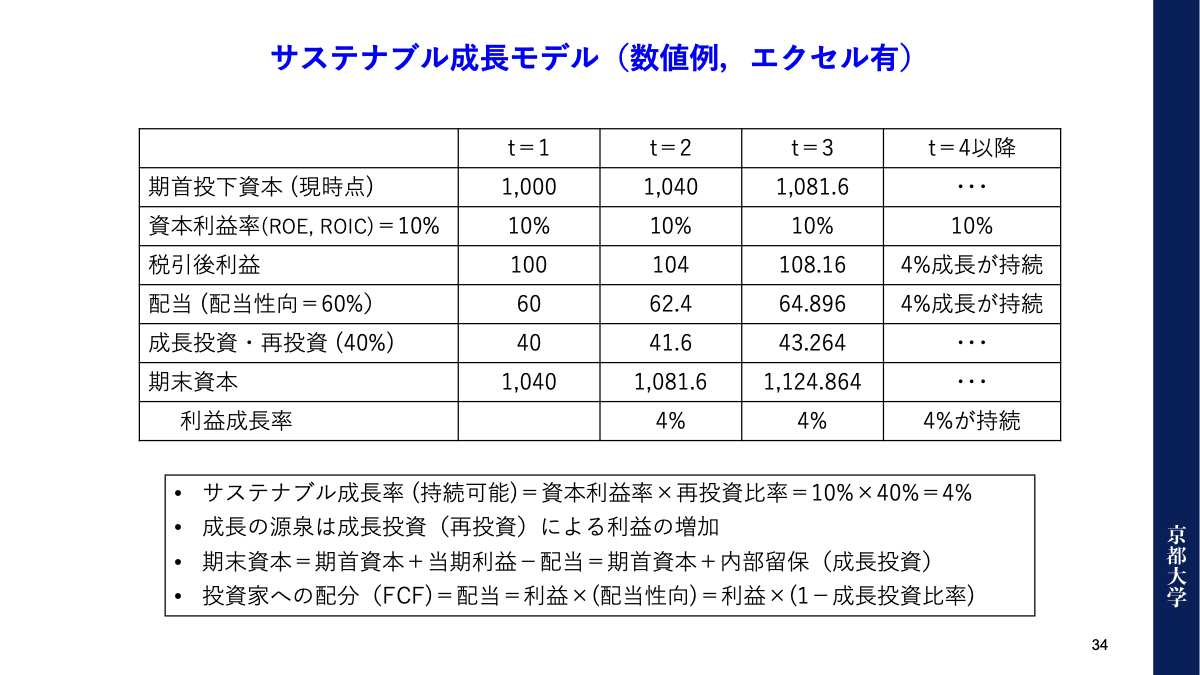 サステナブル成長モデル（数値例，エクセル有）
t＝1 t＝2 t＝3 t＝4以降
期首投下資本 (現時点) 1,000 1,040 1,081.6 ･･･
資本利益率(ROE, ROIC)＝10% 10% 10% 10% 10%
税引後利益 100 104 108.16 4%成長が持続
配当 (配当性向＝60%) 60 62.4 64.896 4%成長が持続
成長投資・再投資 (40%) 40 41.6 43.264 ･･･
期末資本 1,040 1,081.6 1,124.864 ･･･
利益成長率 4% 4% 4%が持続
• サステナブル成長率 (持続可能)＝資本利益率×再投資比率＝10%×40%＝4%
• 成長の源泉は成長投資（再投資）による利益の増加
• 期末資本＝期首資本＋当期利益－配当＝期首資本＋内部留保（成長投資）
• 投資家への配分（FCF)＝配当＝利益×(配当性向)＝利益×(1－成長投資比率)
京都大学
34